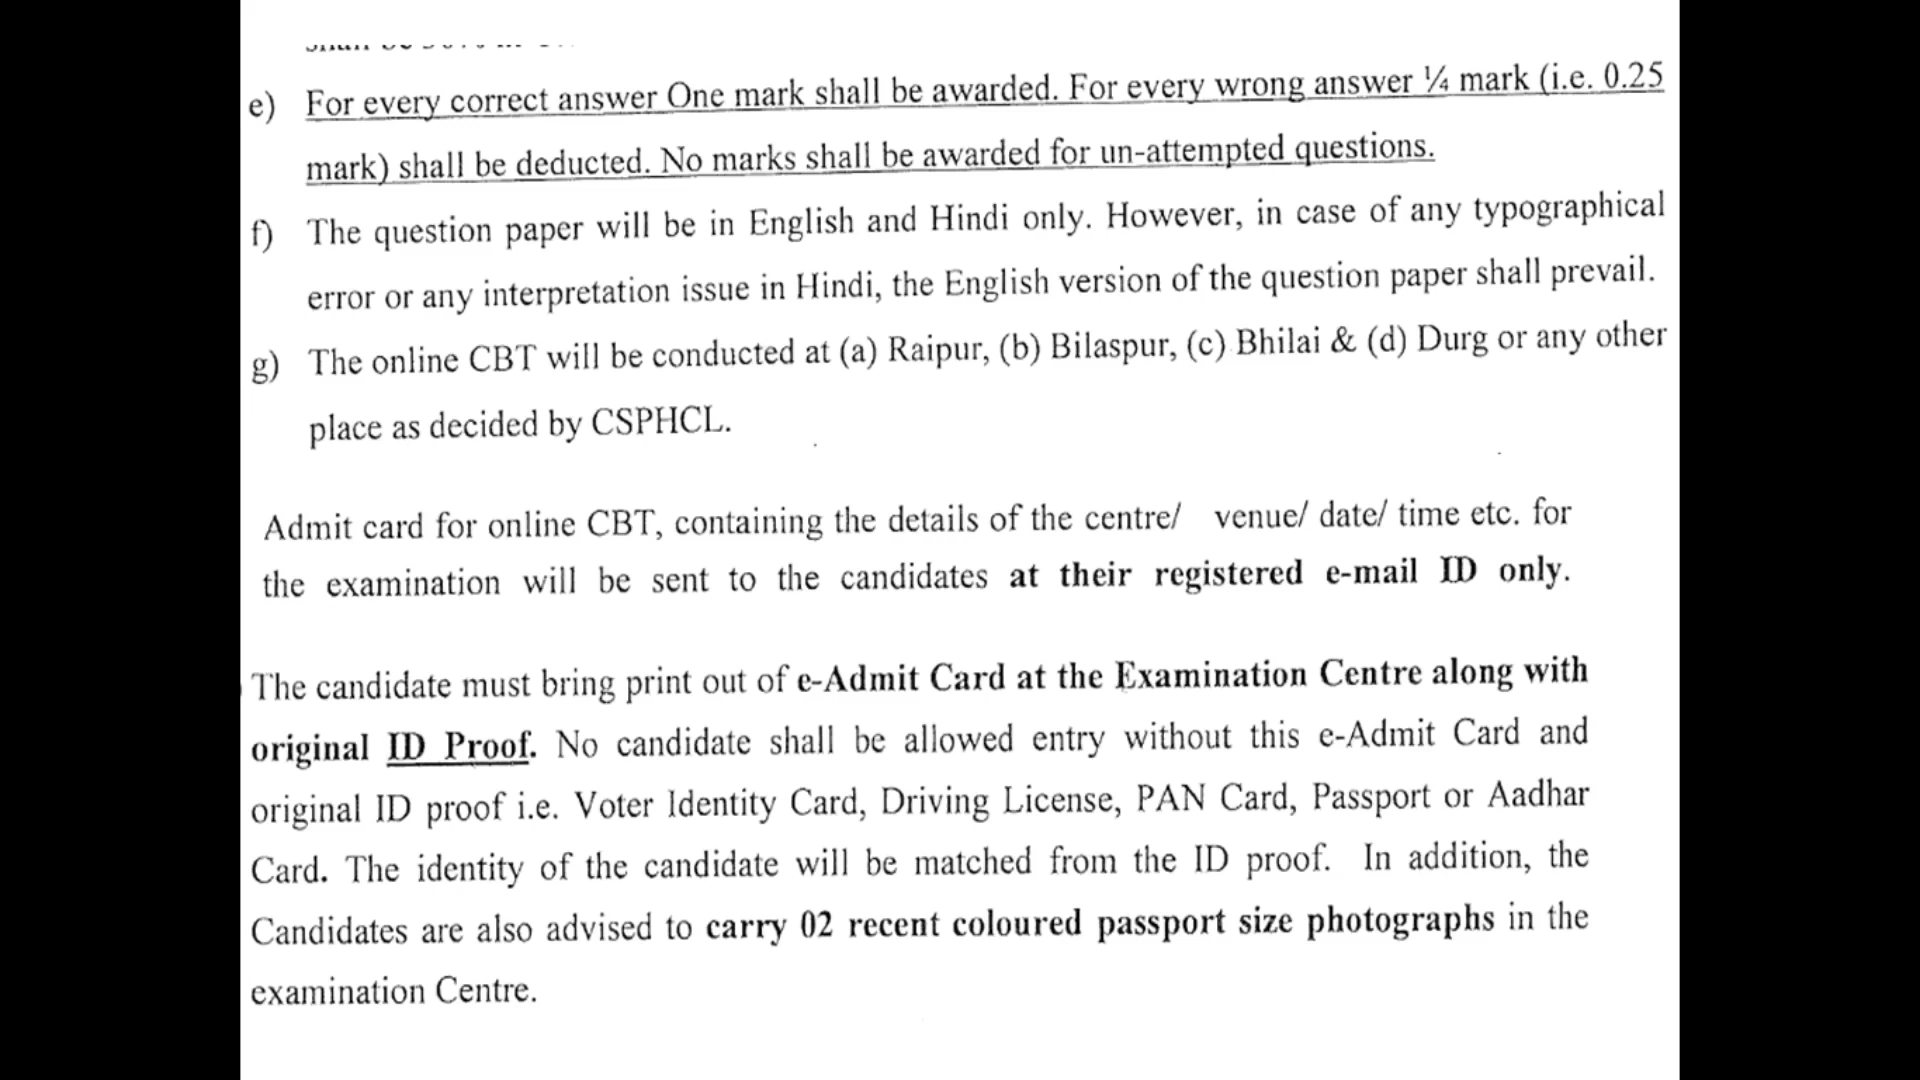 e) For every correct answer One mark shall be awarded. For every wrong answer ¼ mark (i.e. 0.25
mark) shall be deducted. No marks shall be awarded for un-attempted questions.
f) The question paper will be in English and Hindi only. However, in case of any typographical
error or any interpretation issue in Hindi, the English version of the question paper shall prevail.
g) The online CBT will be conducted at (a) Raipur, (b) Bilaspur, (c) Bhilai & (d) Durg or any other
place as decided by CSPHCL.
Admit card for online CBT, containing the details of the centre/ venue/ date/ time etc. for
the examination will be sent to the candidates at their registered e-mail ID only.
The candidate must bring print out of e-Admit Card at the Examination Centre along with
original ID Proof. No candidate shall be allowed entry without this e-Admit Card and
original ID proof i.e. Voter Identity Card, Driving License, PAN Card, Passport or Aadhar
Card. The identity of the candidate will be matched from the ID proof. In addition, the
Candidates are also advised to carry 02 recent coloured passport size photographs in the
examination Centre.